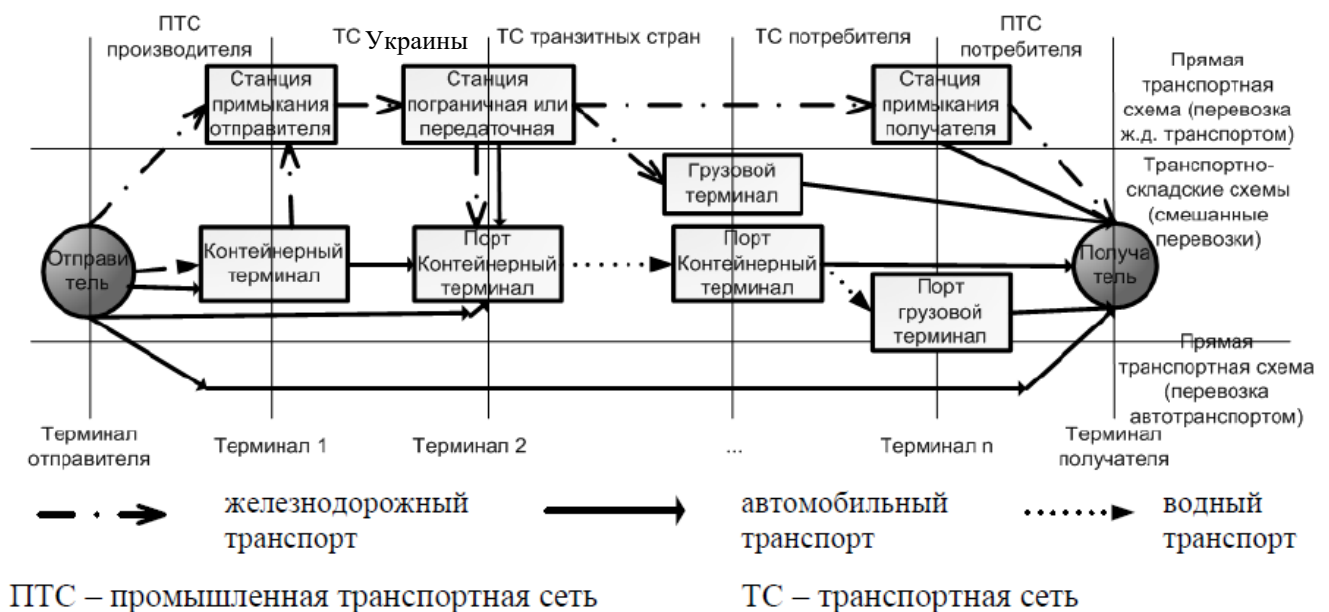 ПТС
производителя
ТС Украины
ТС транзитных стран
ТС потребителя
ПТС
потребителя
Станция
примыкания
отправителя
Станция
пограничная или
передаточная
Станция
примыкания
получателя
Прямая
транспортная
схема (перевозка
ж.д. транспортом)
Грузовой
терминал
Транспортно-
складские схемы
(смешанные
перевозки)
Отправи
тель
Контейнерный
терминал
Порт
Контейнерный
терминал
Порт
Контейнерный
терминал
Порт
грузовой
терминал
Получа
тель
Прямая
транспортная схема
(перевозка
автотранспортом)
Терминал
отправителя
Терминал 1
Терминал 2
...
Терминал n
Терминал
получателя
железнодорожный
транспорт
автомобильный
транспорт
водный
транспорт
ПТС – промышленная транспортная сеть
ТС – транспортная сеть